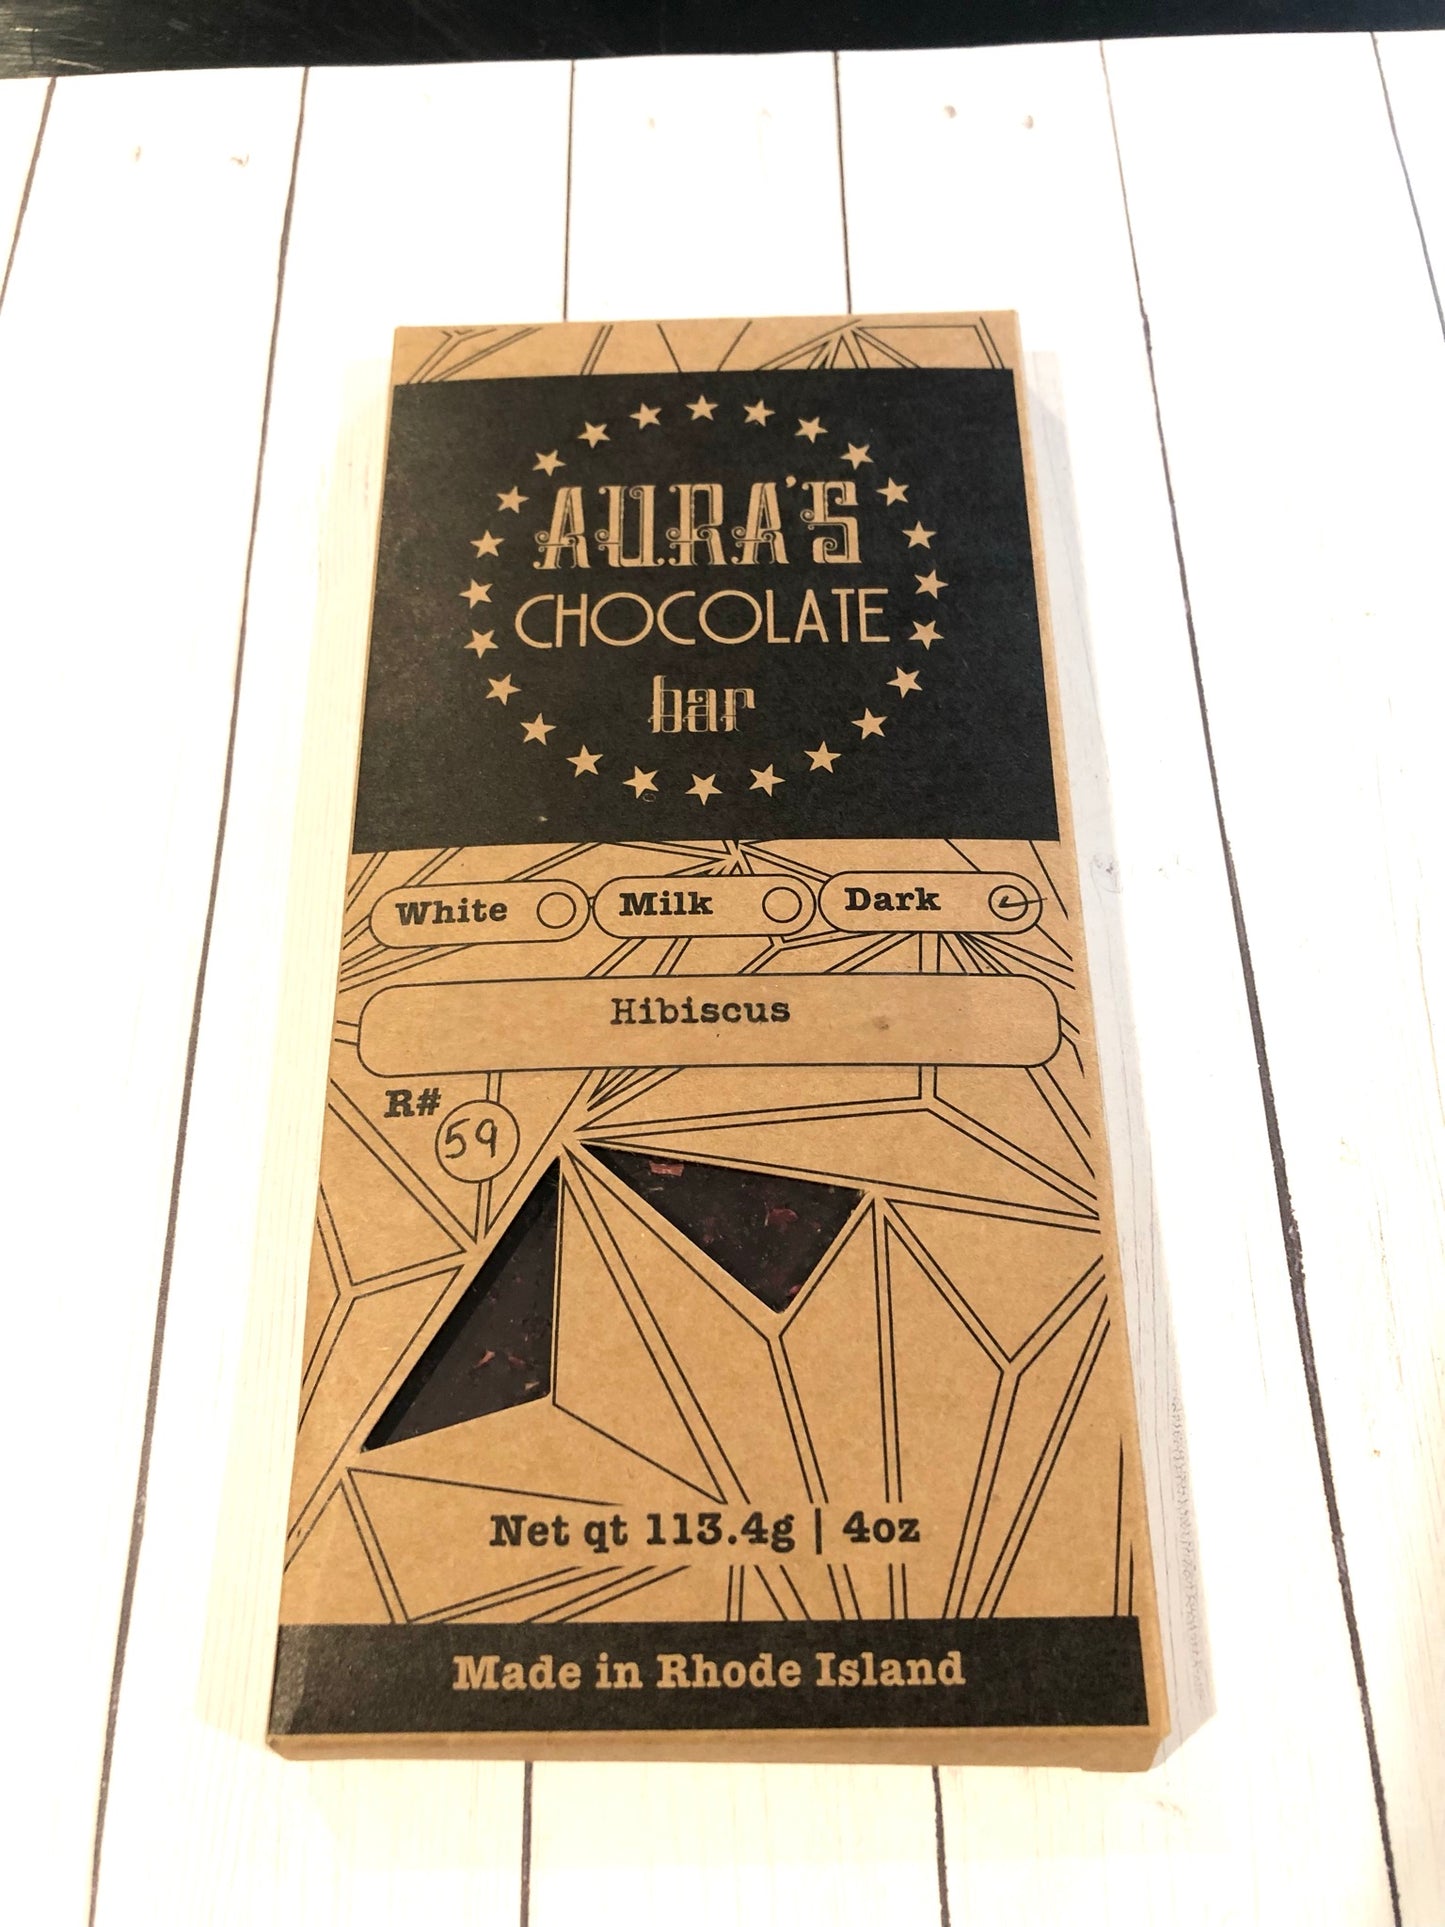 AURA'S
CHOCOLATE
bar
White Milk Dark
Hibiscus
R#
59
Net qt 113.4g | 4oz
Made in Rhode Island